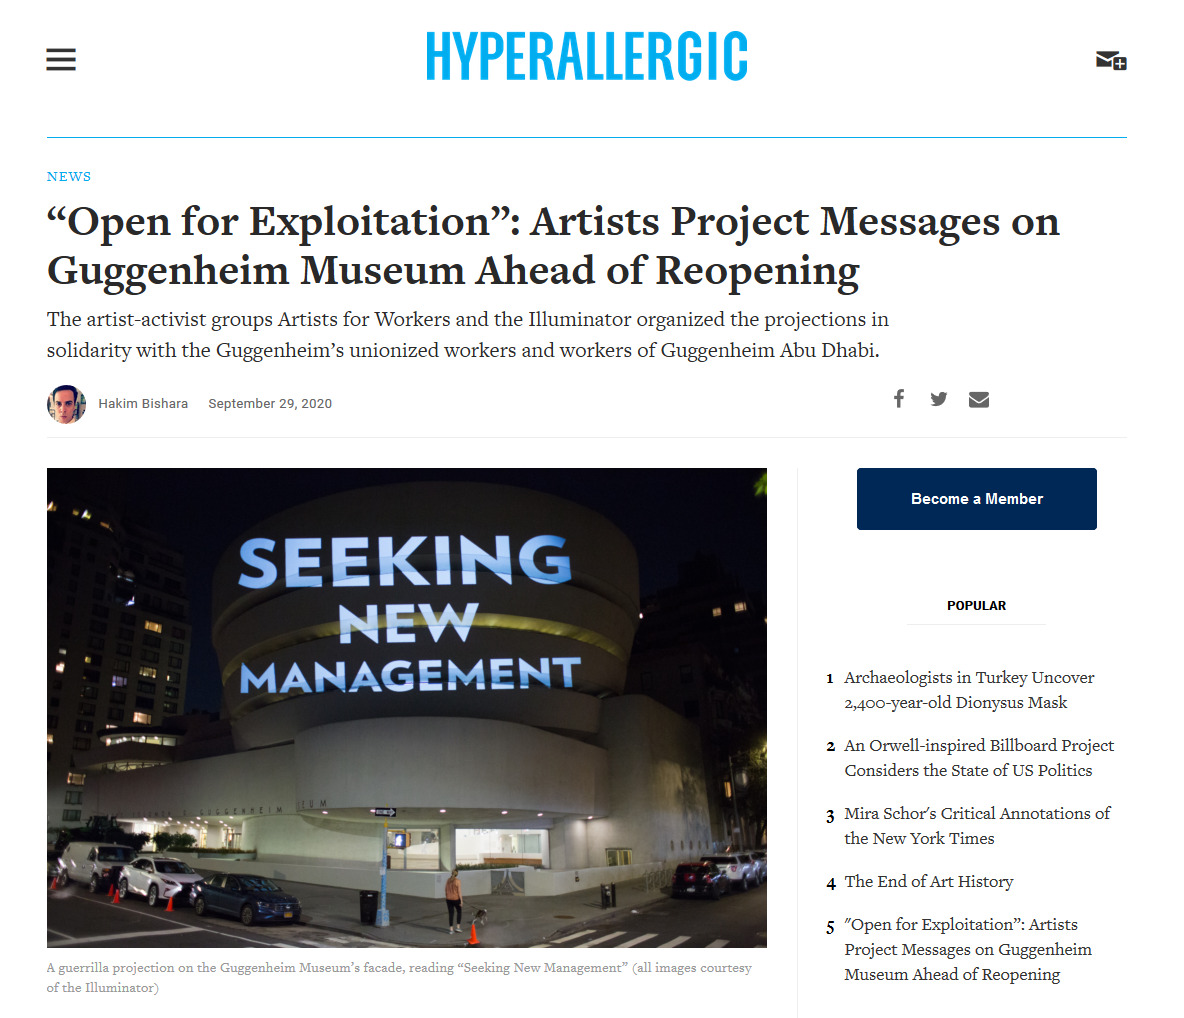 HYPERALLERGIC
NEWS
“Open for Exploitation”: Artists Project Messages on
Guggenheim Museum Ahead of Reopening
The artist-activist groups Artists for Workers and the Illuminator organized the projections in
solidarity with the Guggenheim’s unionized workers and workers of Guggenheim Abu Dhabi.
Hakim Bishara September 29, 2020
SEEKING
NEW
MANAGEMENT
GUGGENHEIM
A guerrilla projection on the Guggenheim Museum’s facade, reading “Seeking New Management” (all images courtesy
of the Illuminator)
Become a Member
POPULAR
1 Archaeologists in Turkey Uncover
2,400-year-old Dionysus Mask
2 An Orwell-inspired Billboard Project
Considers the State of US Politics
3 Mira Schor’s Critical Annotations of
the New York Times
4 The End of Art History
5 "Open for Exploitation”: Artists
Project Messages on Guggenheim
Museum Ahead of Reopening